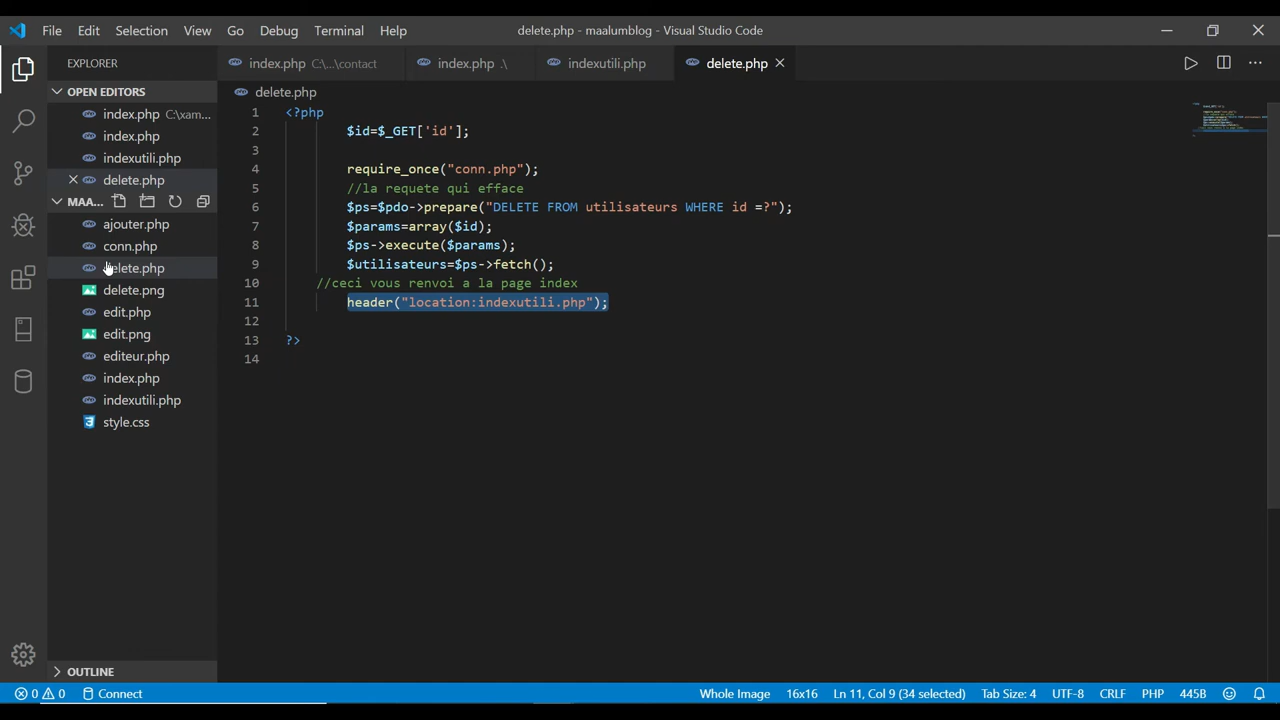 File Edit Selection View Go Debug Terminal Help delete.php - maalumblog - Visual Studio Code
EXPLORER
index.php C:\...\contact index.php .\ indexutili.php delete.php
OPEN EDITORS
index.php C:\xam...
index.php
indexutili.php
delete.php
MAA...
ajouter.php
conn.php
delete.php
delete.png
edit.php
edit.png
editeur.php
index.php
indexutili.php
style.css
OUTLINE
delete.php
1 <?php
2 $id=$_GET['id'];
3
4 require_once("conn.php");
5 //la requete qui efface
6 $ps=$pdo->prepare("DELETE FROM utilisateurs WHERE id =?");
7 $params=array($id);
8 $ps->execute($params);
9 $utilisateurs=$ps->fetch();
10 //ceci vous renvoi a la page index
11 header("location:indexutili.php");
12
13 ?>
14
0 0 Connect Whole Image 16x16 Ln 11, Col 9 (34 selected) Tab Size: 4 UTF-8 CRLF PHP 445B